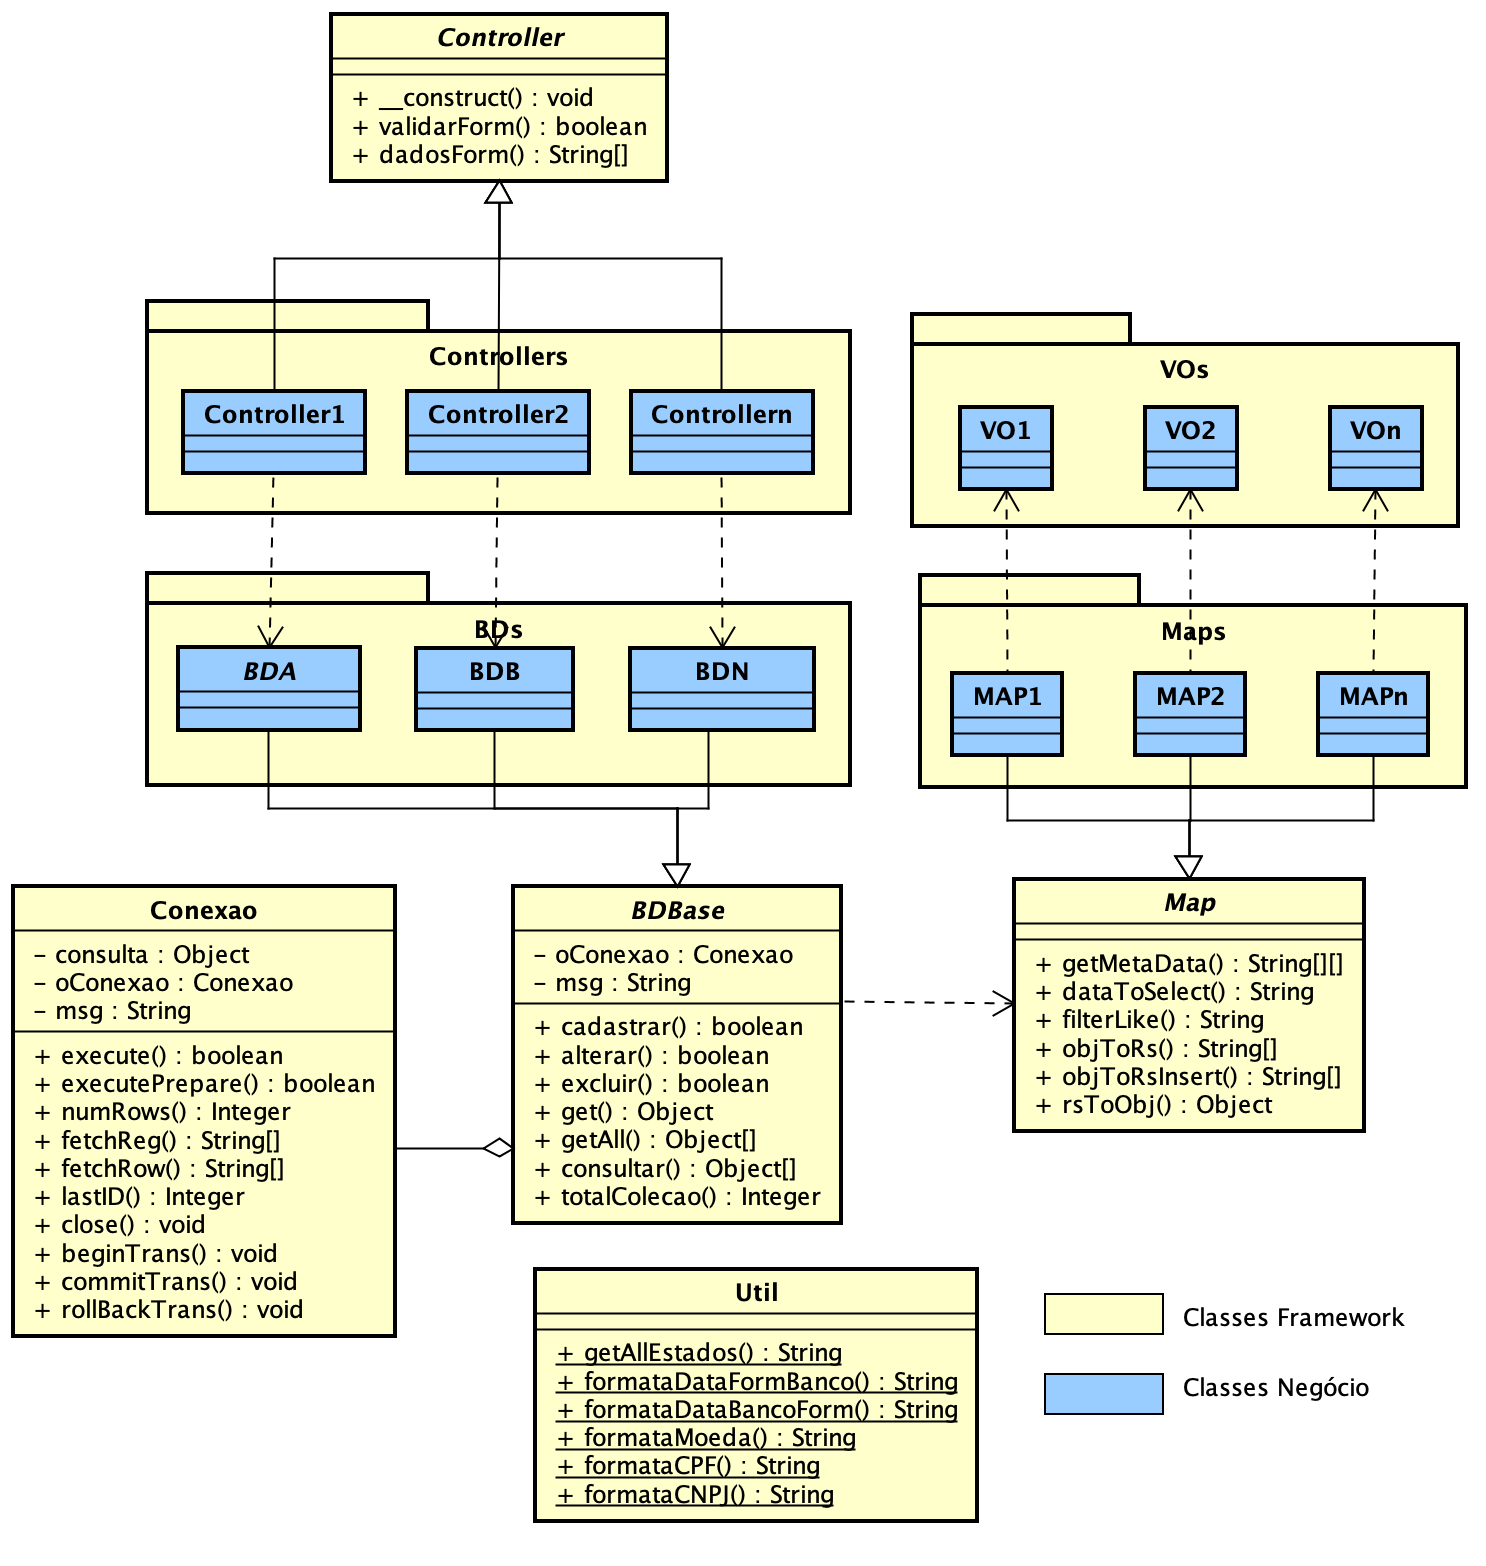 Controller
+ __construct() : void
+ validarForm() : boolean
+ dadosForm() : String[]
Controllers
Controller1
Controller2
Controllern
VOs
VO1
VO2
VOn
BDs
BDA
BDB
BDN
Maps
MAP1
MAP2
MAPn
Conexao
- consulta : Object
- oConexao : Conexao
- msg : String
+ execute() : boolean
+ executePrepare() : boolean
+ numRows() : Integer
+ fetchReg() : String[]
+ fetchRow() : String[]
+ lastID() : Integer
+ close() : void
+ beginTrans() : void
+ commitTrans() : void
+ rollBackTrans() : void
BDBase
- oConexao : Conexao
- msg : String
+ cadastrar() : boolean
+ alterar() : boolean
+ excluir() : boolean
+ get() : Object
+ getAll() : Object[]
+ consultar() : Object[]
+ totalColecao() : Integer
Map
+ getMetaData() : String[][]
+ dataToSelect() : String
+ filterLike() : String
+ objToRs() : String[]
+ objToRsInsert() : String[]
+ rsToObj() : Object
Util
+ getAllEstados() : String
+ formataDataFormBanco() : String
+ formataDataBancoForm() : String
+ formataMoeda() : String
+ formataCPF() : String
+ formataCNPJ() : String
Classes Framework
Classes Negócio